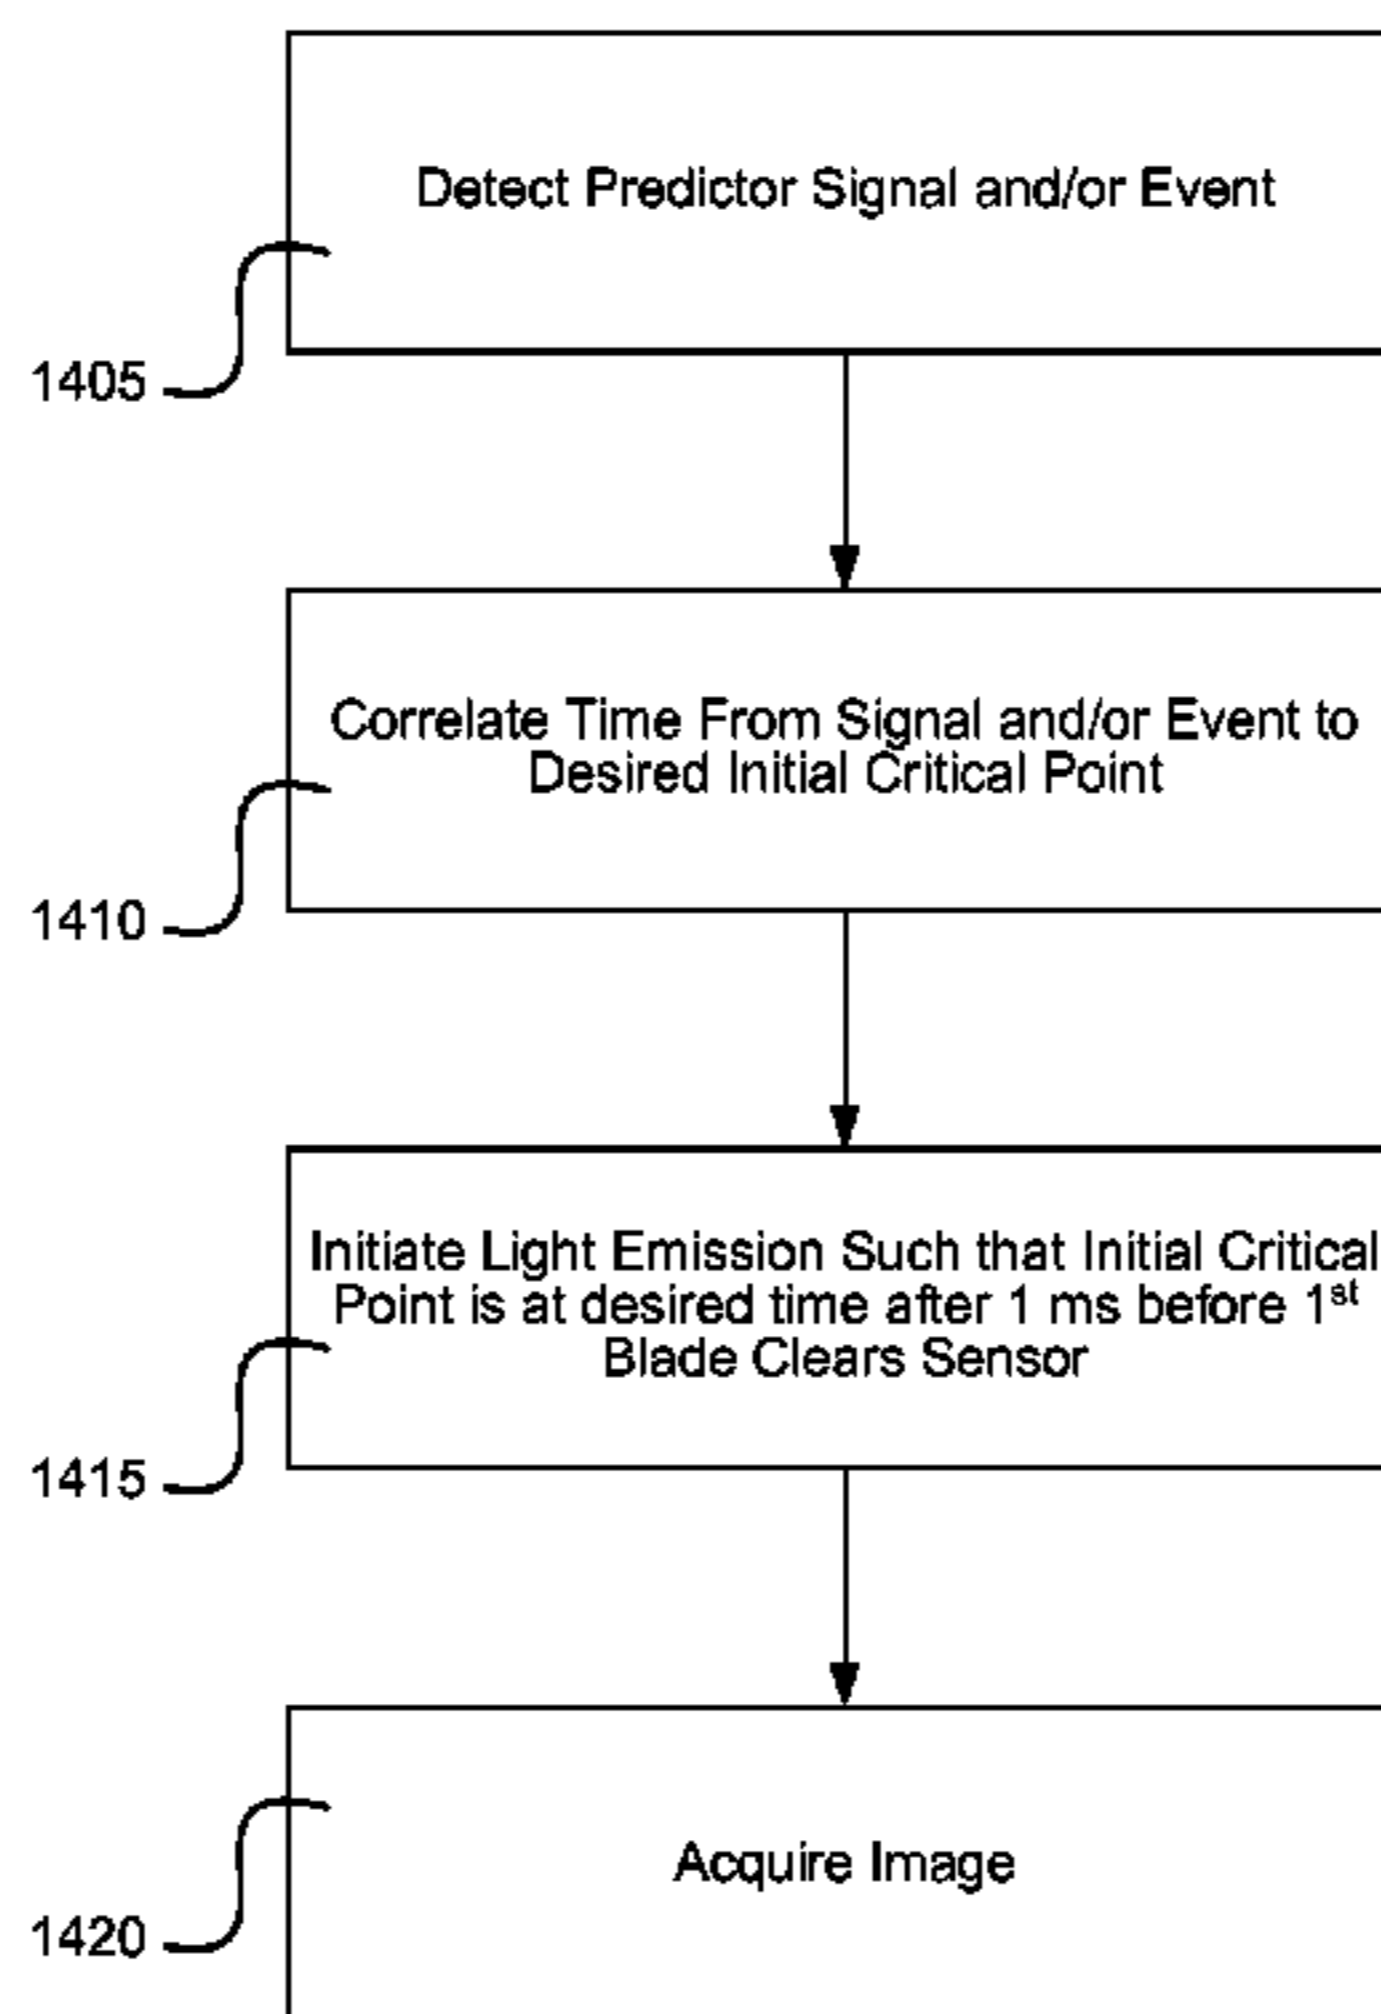 Detect Predictor Signal and/or Event
1405
Correlate Time From Signal and/or Event to
Desired Initial Critical Point
1410
Initiate Light Emission Such that Initial Critical
Point is at desired time after 1 ms before 1st
Blade Clears Sensor
1415
Acquire Image
1420